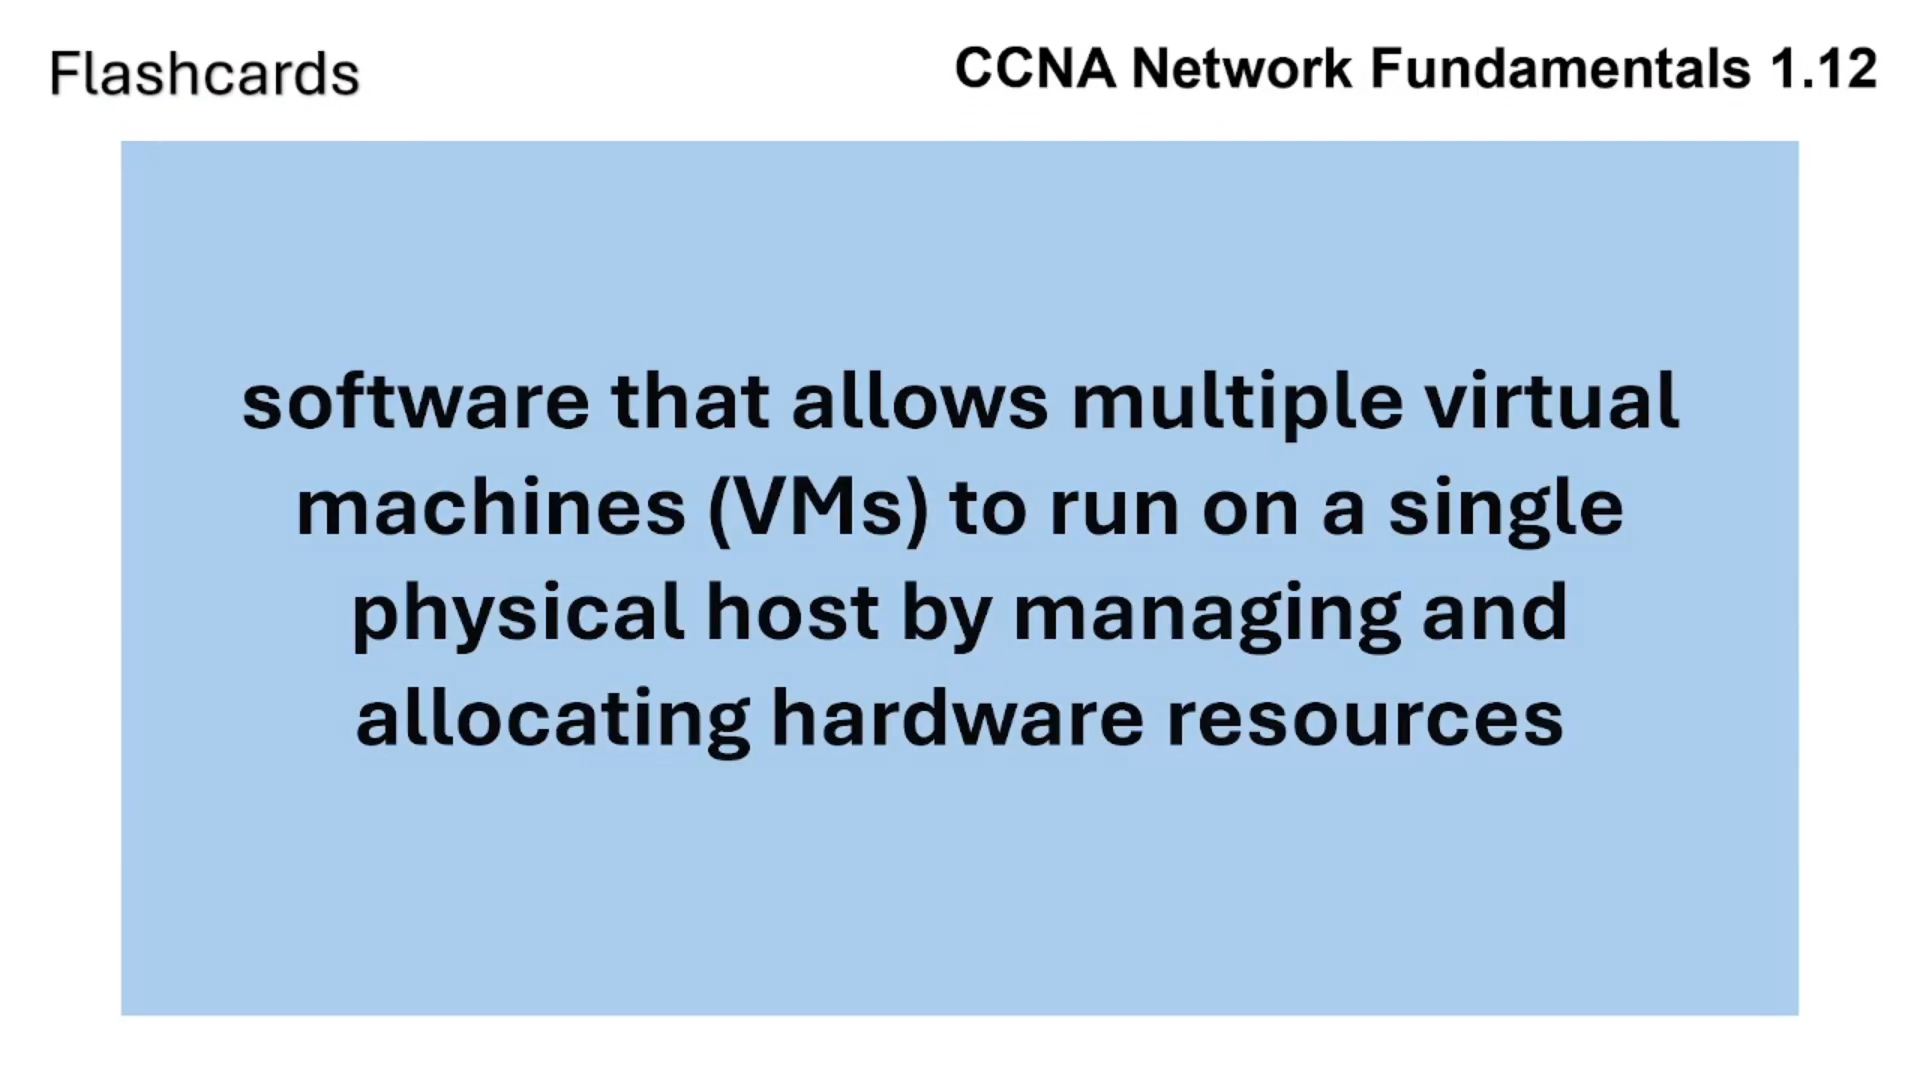 Flashcards
CCNA Network Fundamentals 1.12
software that allows multiple virtual
machines (VMs) to run on a single
physical host by managing and
allocating hardware resources